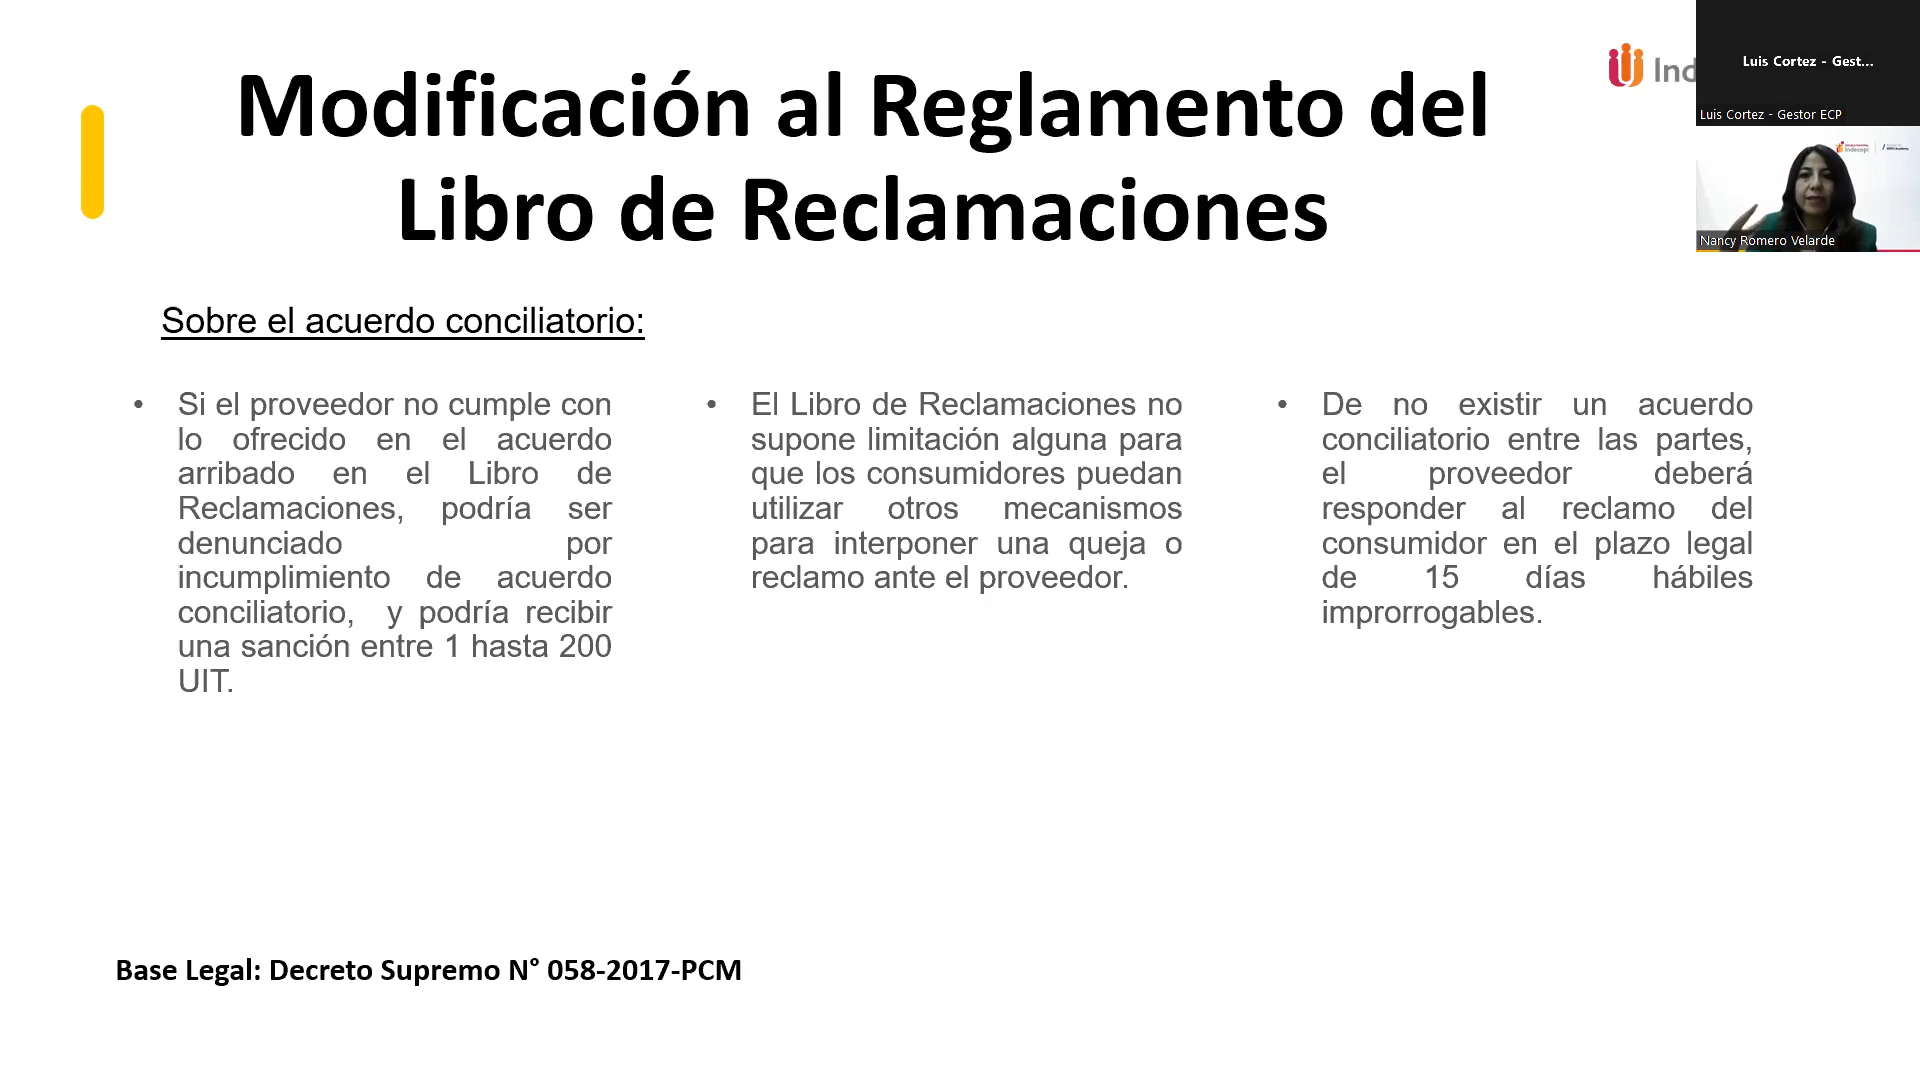 Modificación al Reglamento del
Libro de Reclamaciones
Ind
Luis Cortez - Gest...
Luis Cortez - Gestor ECP
Nancy Romero Velarde
Sobre el acuerdo conciliatorio:
• Si el proveedor no cumple con
lo ofrecido en el acuerdo
arribado en el Libro de
Reclamaciones, podría ser
denunciado por
incumplimiento de acuerdo
conciliatorio, y podría recibir
una sanción entre 1 hasta 200
UIT.
• El Libro de Reclamaciones no
supone limitación alguna para
que los consumidores puedan
utilizar otros mecanismos
para interponer una queja o
reclamo ante el proveedor.
• De no existir un acuerdo
conciliatorio entre las partes,
el proveedor deberá
responder al reclamo del
consumidor en el plazo legal
de 15 días hábiles
improrrogables.
Base Legal: Decreto Supremo N° 058-2017-PCM